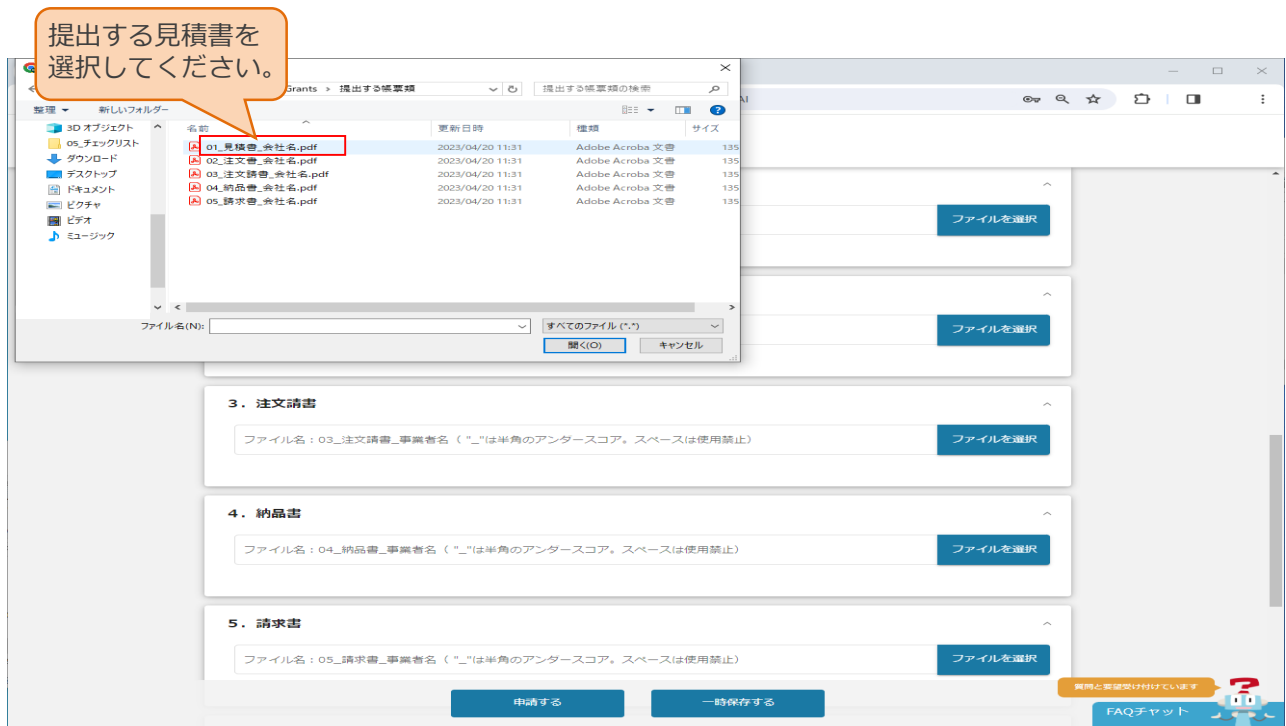 提出する見積書を
選択してください。
Grants › 提出する帳票類
提出する帳票類の検索
整理
新しいフォルダー
3D オブジェクト
05_チェックリスト
ダウンロード
デスクトップ
ドキュメント
ピクチャ
ビデオ
ミュージック
名前 更新日時 種類 サイズ
01_見積書_会社名.pdf 2023/04/20 11:31 Adobe Acroba 文書 135
02_注文書_会社名.pdf 2023/04/20 11:31 Adobe Acroba 文書 135
03_注文請書_会社名.pdf 2023/04/20 11:31 Adobe Acroba 文書 135
04_納品書_会社名.pdf 2023/04/20 11:31 Adobe Acroba 文書 135
05_請求書_会社名.pdf 2023/04/20 11:31 Adobe Acroba 文書 135
ファイル名(N): すべてのファイル (*.*)
開く(O) キャンセル
ファイルを選択
ファイルを選択
3．注文請書
ファイル名：03_注文請書_事業者名（ "_"は半角のアンダースコア。スペースは使用禁止） ファイルを選択
4．納品書
ファイル名：04_納品書_事業者名（ "_"は半角のアンダースコア。スペースは使用禁止） ファイルを選択
5．請求書
ファイル名：05_請求書_事業者名（ "_"は半角のアンダースコア。スペースは使用禁止） ファイルを選択
申請する 一時保存する
質問と要望受け付けています
FAQチャット